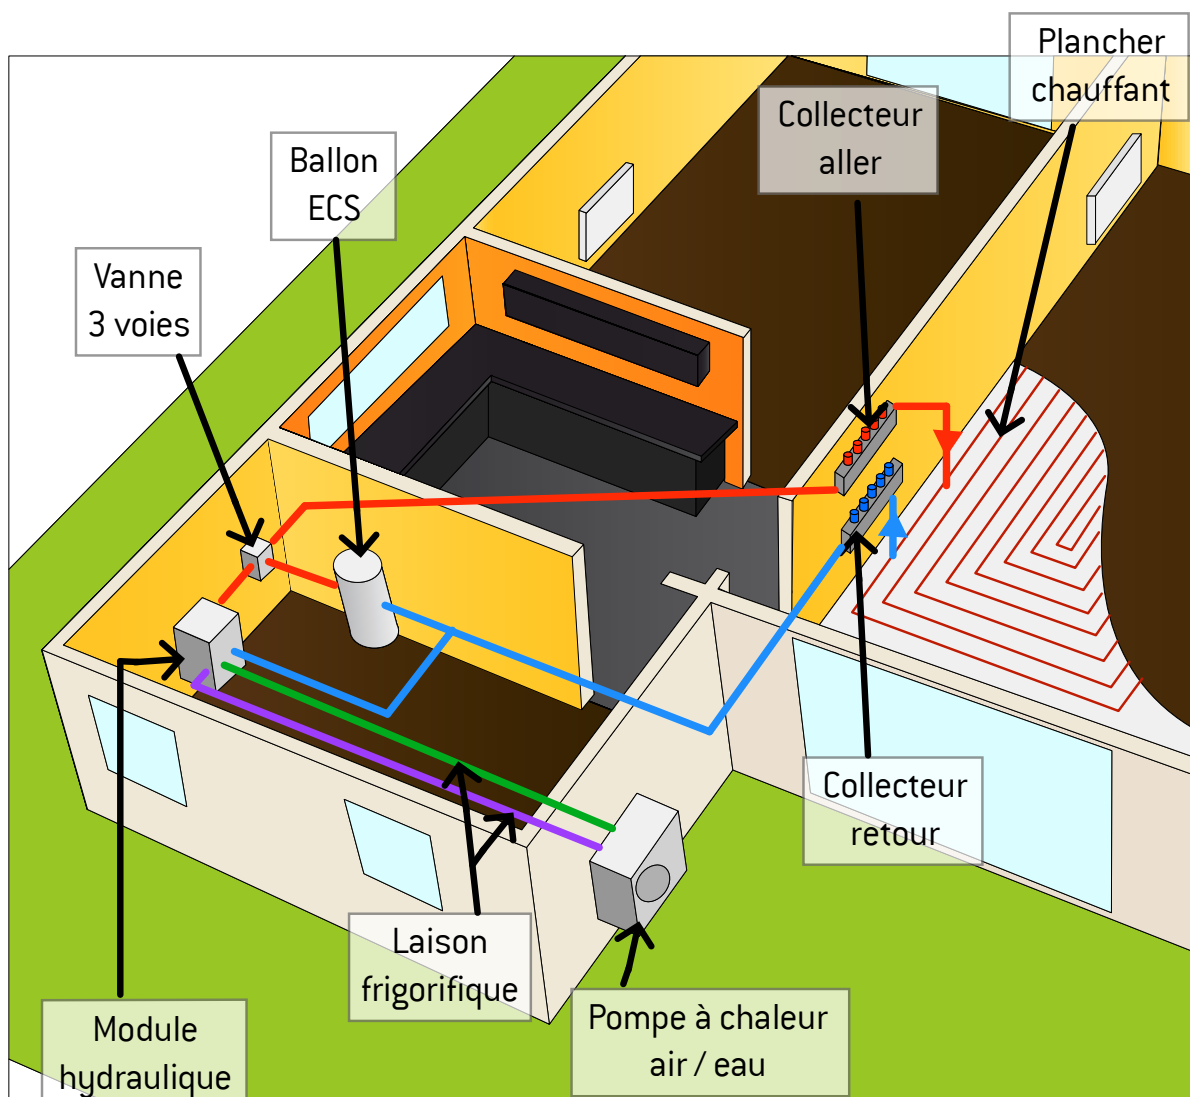 Plancher
chauffant
Collecteur
aller
Ballon
ECS
Vanne
3 voies
Collecteur
retour
Laison
frigorifique
Pompe à chaleur
air / eau
Module
hydraulique